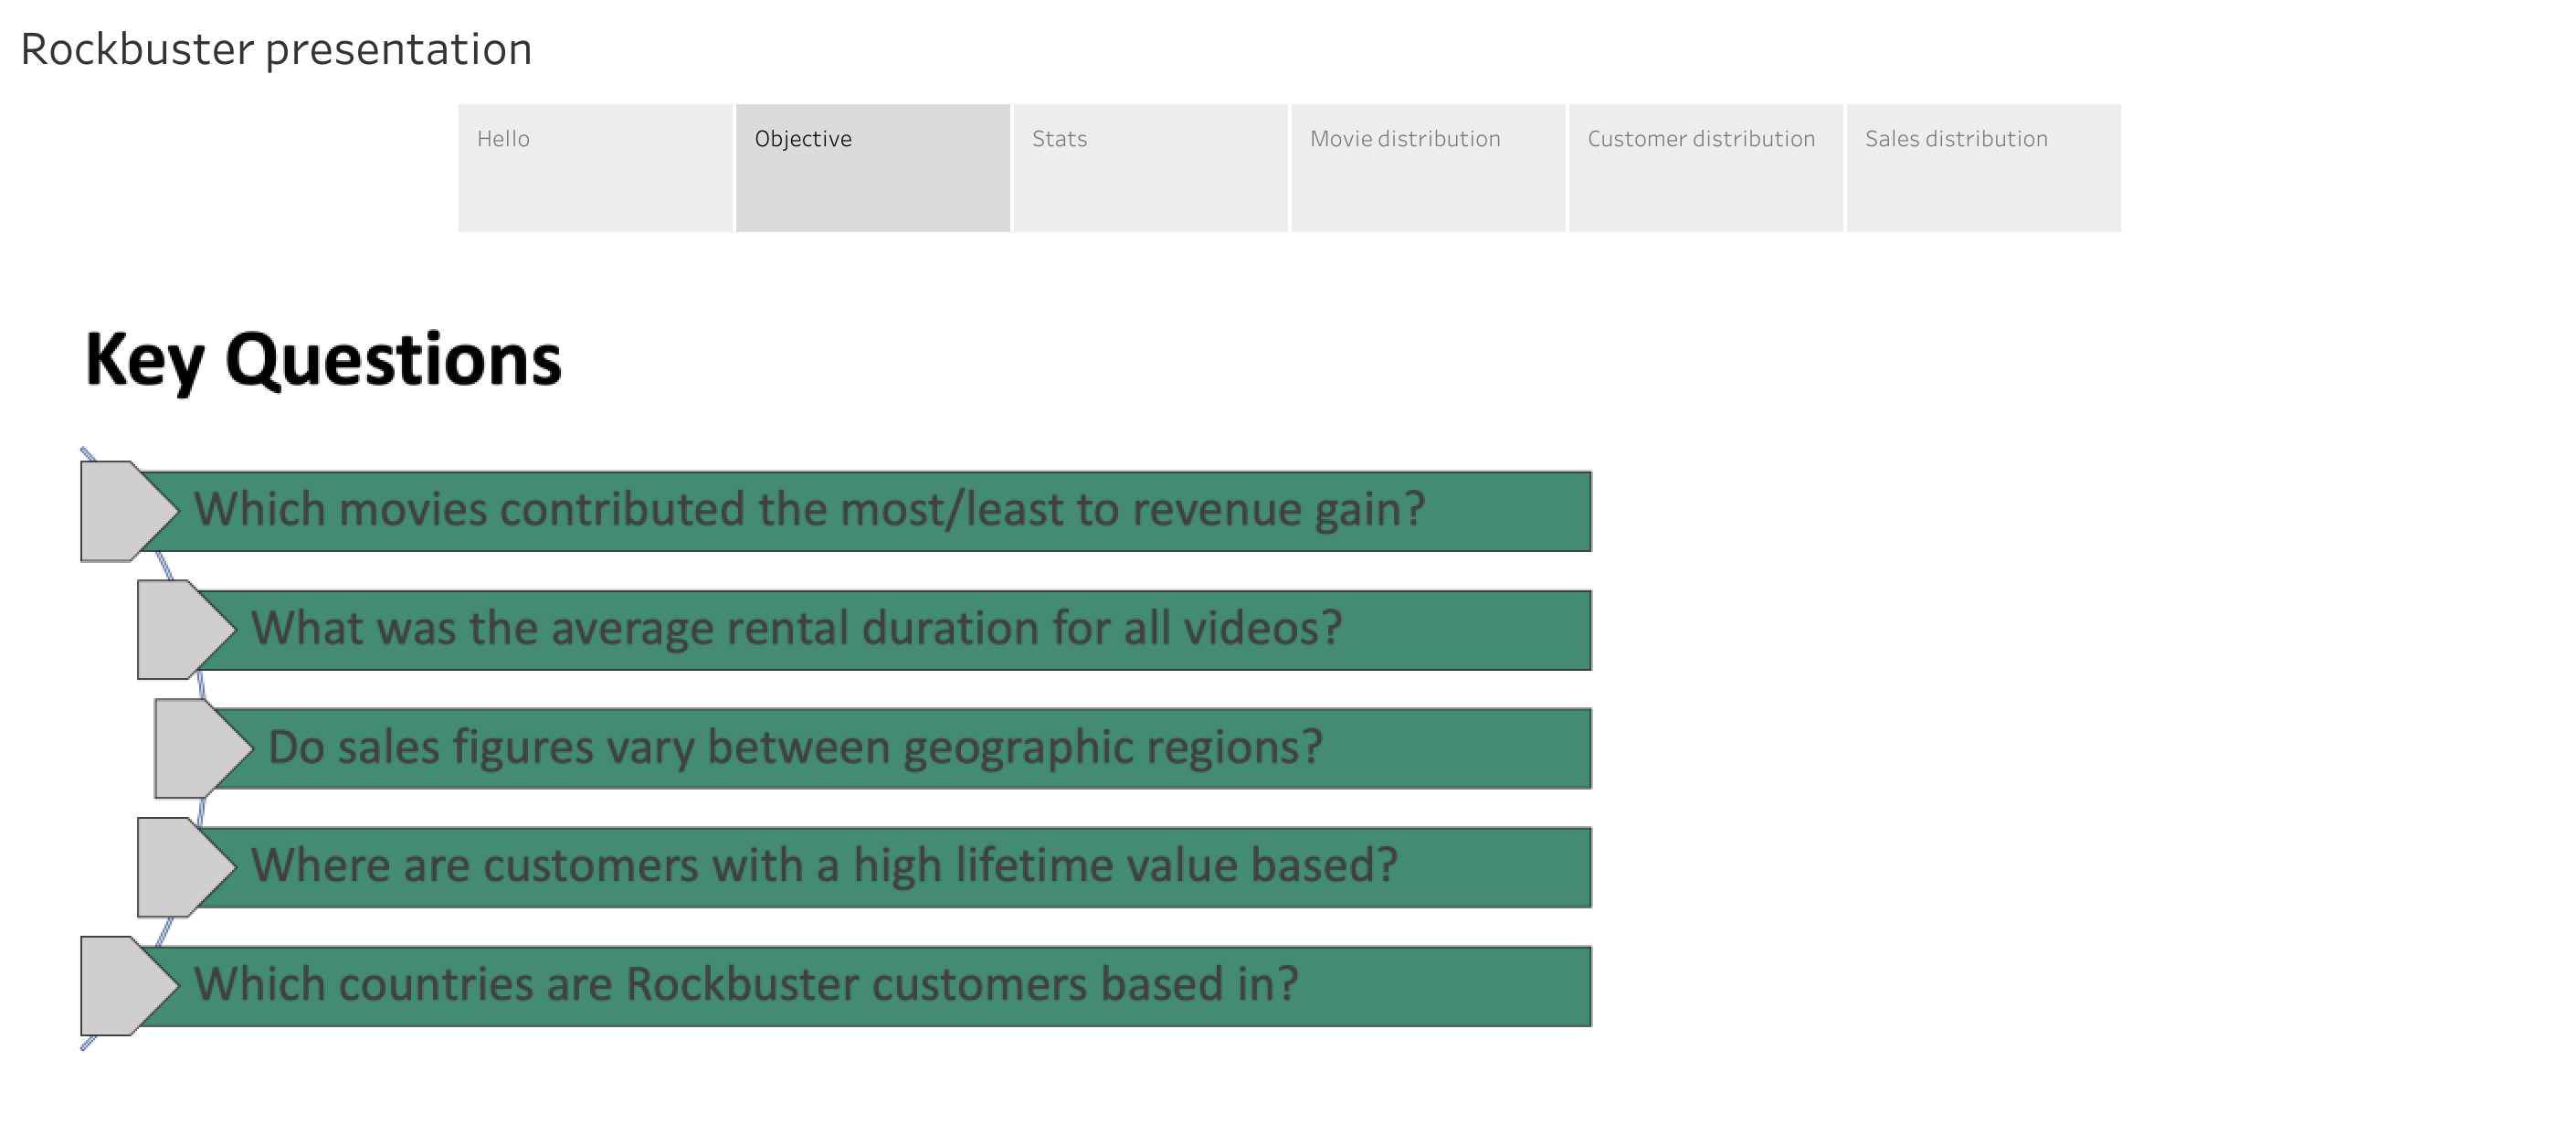 Rockbuster presentation
Hello
Objective
Stats
Movie distribution
Customer distribution
Sales distribution
Key Questions
Which movies contributed the most/least to revenue gain?
What was the average rental duration for all videos?
Do sales figures vary between geographic regions?
Where are customers with a high lifetime value based?
Which countries are Rockbuster customers based in?